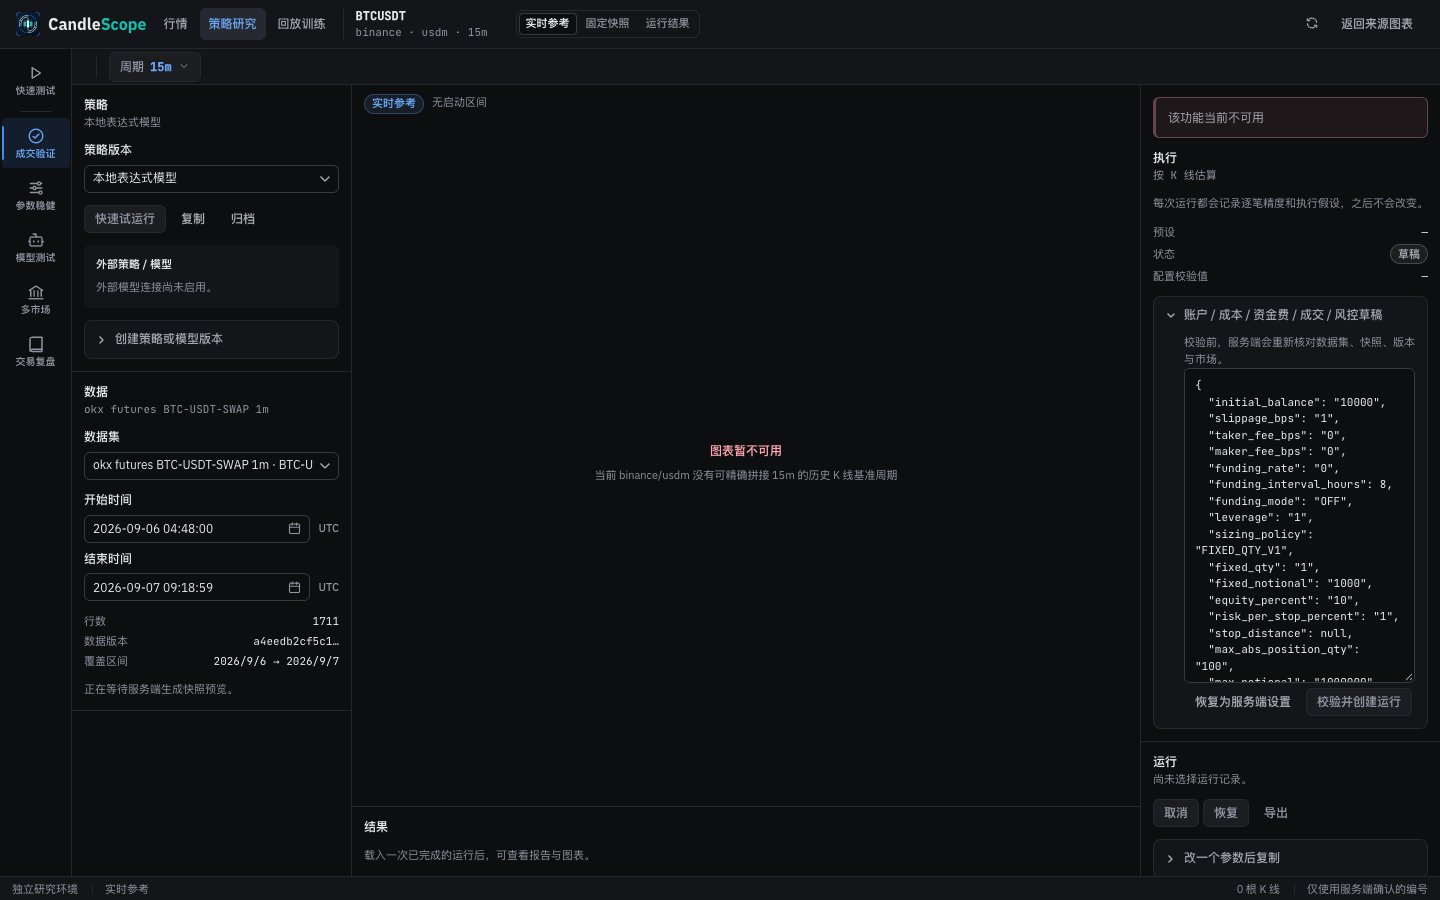 CandleScope
行情
策略研究
回放训练
BTCUSDT
binance · usdm · 15m
实时参考
固定快照
运行结果
返回来源图表
快速测试
成交验证
参数稳健
模型测试
多市场
交易复盘
周期 15m
策略
本地表达式模型
策略版本
本地表达式模型
快速试运行
复制
归档
外部策略 / 模型
外部模型连接尚未启用。
创建策略或模型版本
数据
okx futures BTC-USDT-SWAP 1m
数据集
okx futures BTC-USDT-SWAP 1m · BTC-U
开始时间
2026-09-06 04:48:00 UTC
结束时间
2026-09-07 09:18:59 UTC
行数 1711
数据版本 a4eedb2cf5c1…
覆盖区间 2026/9/6 → 2026/9/7
正在等待服务端生成快照预览。
实时参考 无启动区间
图表暂不可用
当前 binance/usdm 没有可精确拼接 15m 的历史 K 线基准周期
结果
载入一次已完成的运行后，可查看报告与图表。
该功能当前不可用
执行
按 K 线估算
每次运行都会记录逐笔精度和执行假设，之后不会改变。
预设 —
状态 草稿
配置校验值 —
账户 / 成本 / 资金费 / 成交 / 风控草稿
校验前，服务端会重新核对数据集、快照、版本
与市场。
{
"initial_balance": "10000",
"slippage_bps": "1",
"taker_fee_bps": "0",
"maker_fee_bps": "0",
"funding_rate": "0",
"funding_interval_hours": 8,
"funding_mode": "OFF",
"leverage": "1",
"sizing_policy":
"FIXED_QTY_V1",
"fixed_qty": "1",
"fixed_notional": "1000",
"equity_percent": "10",
"risk_per_stop_percent": "1",
"stop_distance": null,
"max_abs_position_qty":
"100",
"max_notional": "1000000"
恢复为服务端设置
校验并创建运行
运行
尚未选择运行记录。
取消
恢复
导出
改一个参数后复制
独立研究环境
实时参考
0 根 K 线
仅使用服务端确认的编号